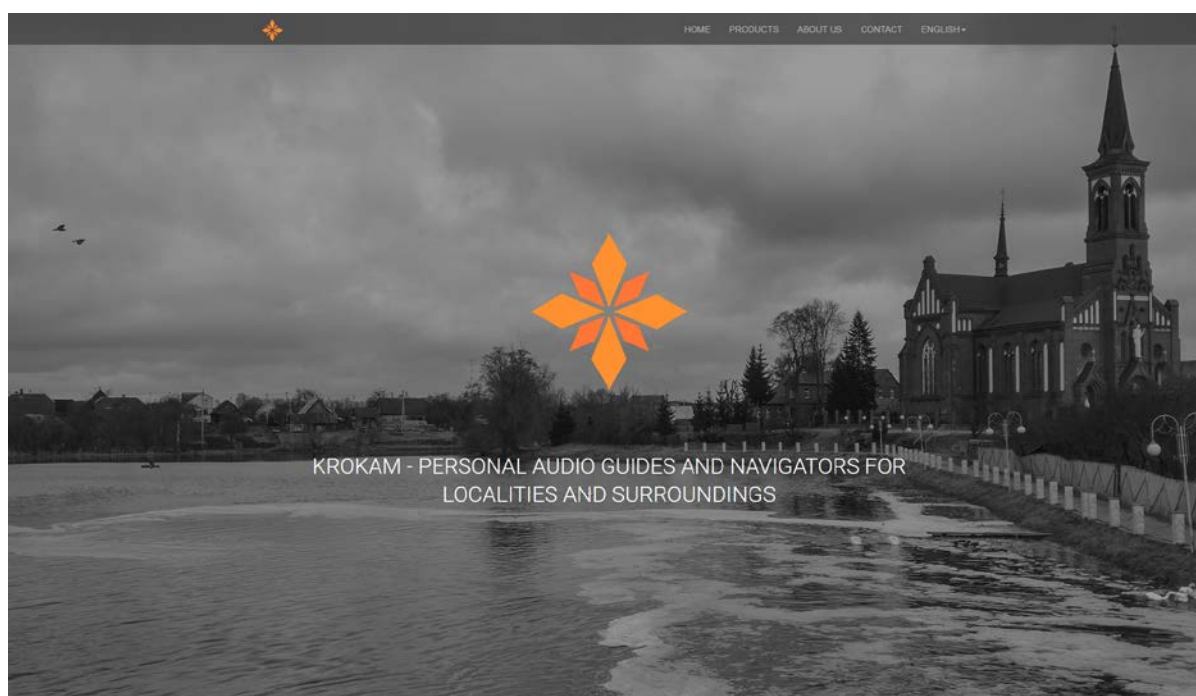 HOME PRODUCTS ABOUT US CONTACT ENGLISH
KROKAM - PERSONAL AUDIO GUIDES AND NAVIGATORS FOR
LOCALITIES AND SURROUNDINGS